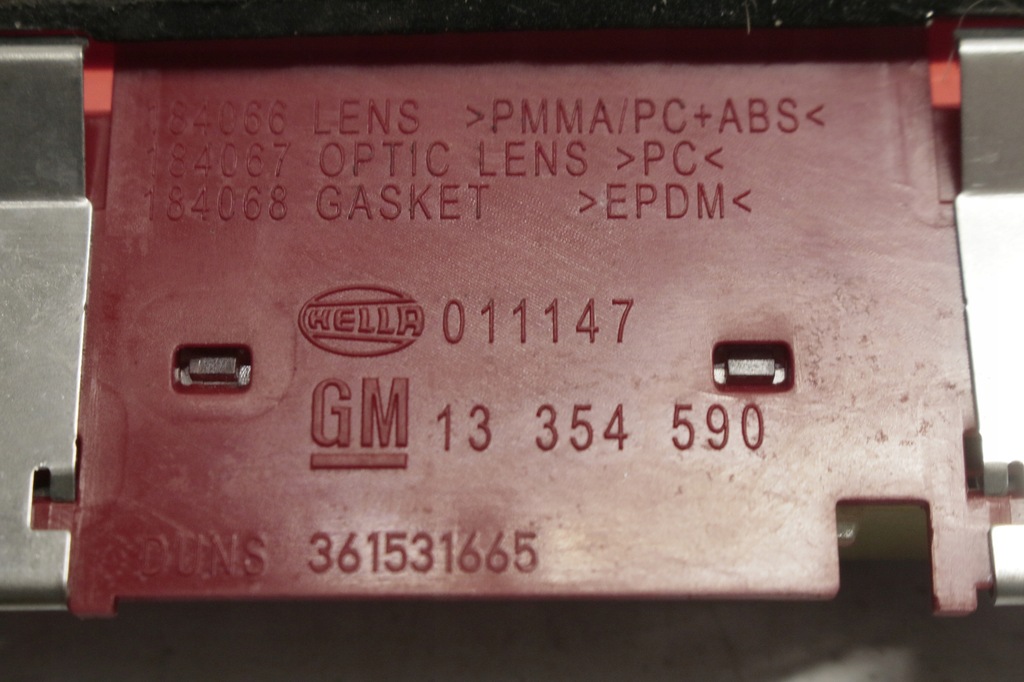 184066 LENS >PMMA/PC+ABS<
184067 OPTIC LENS >PC<
184068 GASKET >EPDM<
HELLA 011147
GM 13 354 590
DUNS 361531665